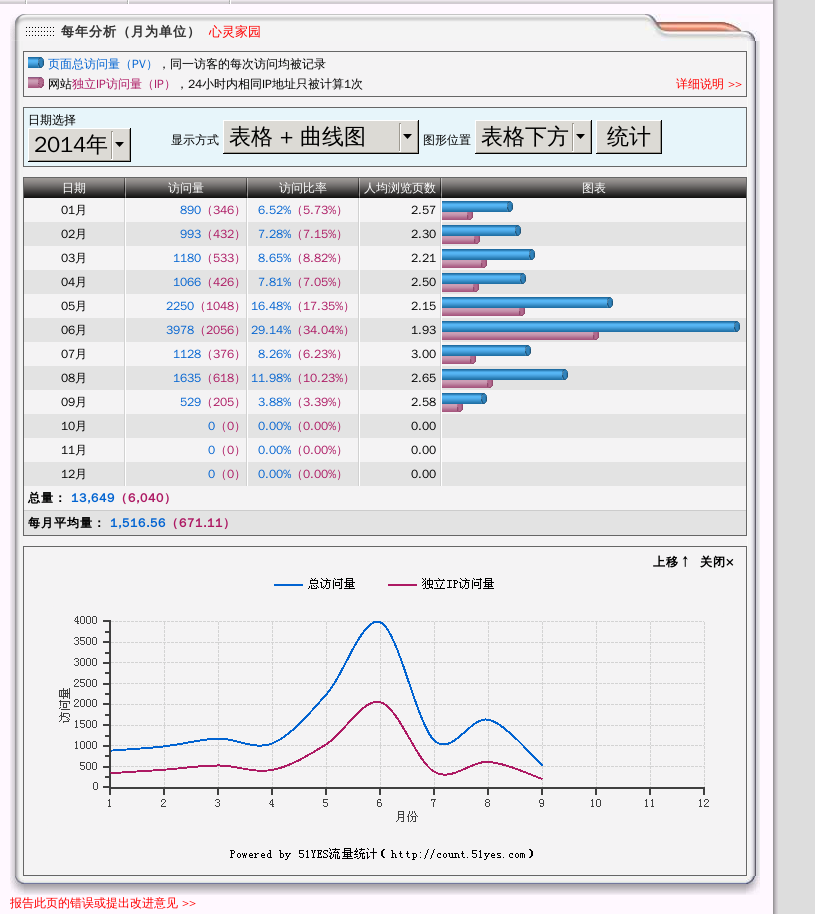 每年分析（月为单位） 心灵家园
页面总访问量（PV），同一访客的每次访问均被记录
网站独立IP访问量（IP），24小时内相同IP地址只被计算1次 详细说明 >>
日期选择
2014年 显示方式 表格 + 曲线图 图形位置 表格下方 统计
日期 访问量 访问比率 人均浏览页数 图表
01月 890（346） 6.52%（5.73%） 2.57
02月 993（432） 7.28%（7.15%） 2.30
03月 1180（533） 8.65%（8.82%） 2.21
04月 1066（426） 7.81%（7.05%） 2.50
05月 2250（1048） 16.48%（17.35%） 2.15
06月 3978（2056） 29.14%（34.04%） 1.93
07月 1128（376） 8.26%（6.23%） 3.00
08月 1635（618） 11.98%（10.23%） 2.65
09月 529（205） 3.88%（3.39%） 2.58
10月 0（0） 0.00%（0.00%） 0.00
11月 0（0） 0.00%（0.00%） 0.00
12月 0（0） 0.00%（0.00%） 0.00
总量： 13,649（6,040）
每月平均量： 1,516.56（671.11）
上移↑ 关闭×
总访问量 独立IP访问量
4000
3500
3000
2500
2000
1500
1000
500
0
访问量
1 2 3 4 5 6 7 8 9 10 11 12
月份
Powered by 51YES流量统计( http://count.51yes.com )
报告此页的错误或提出改进意见 >>